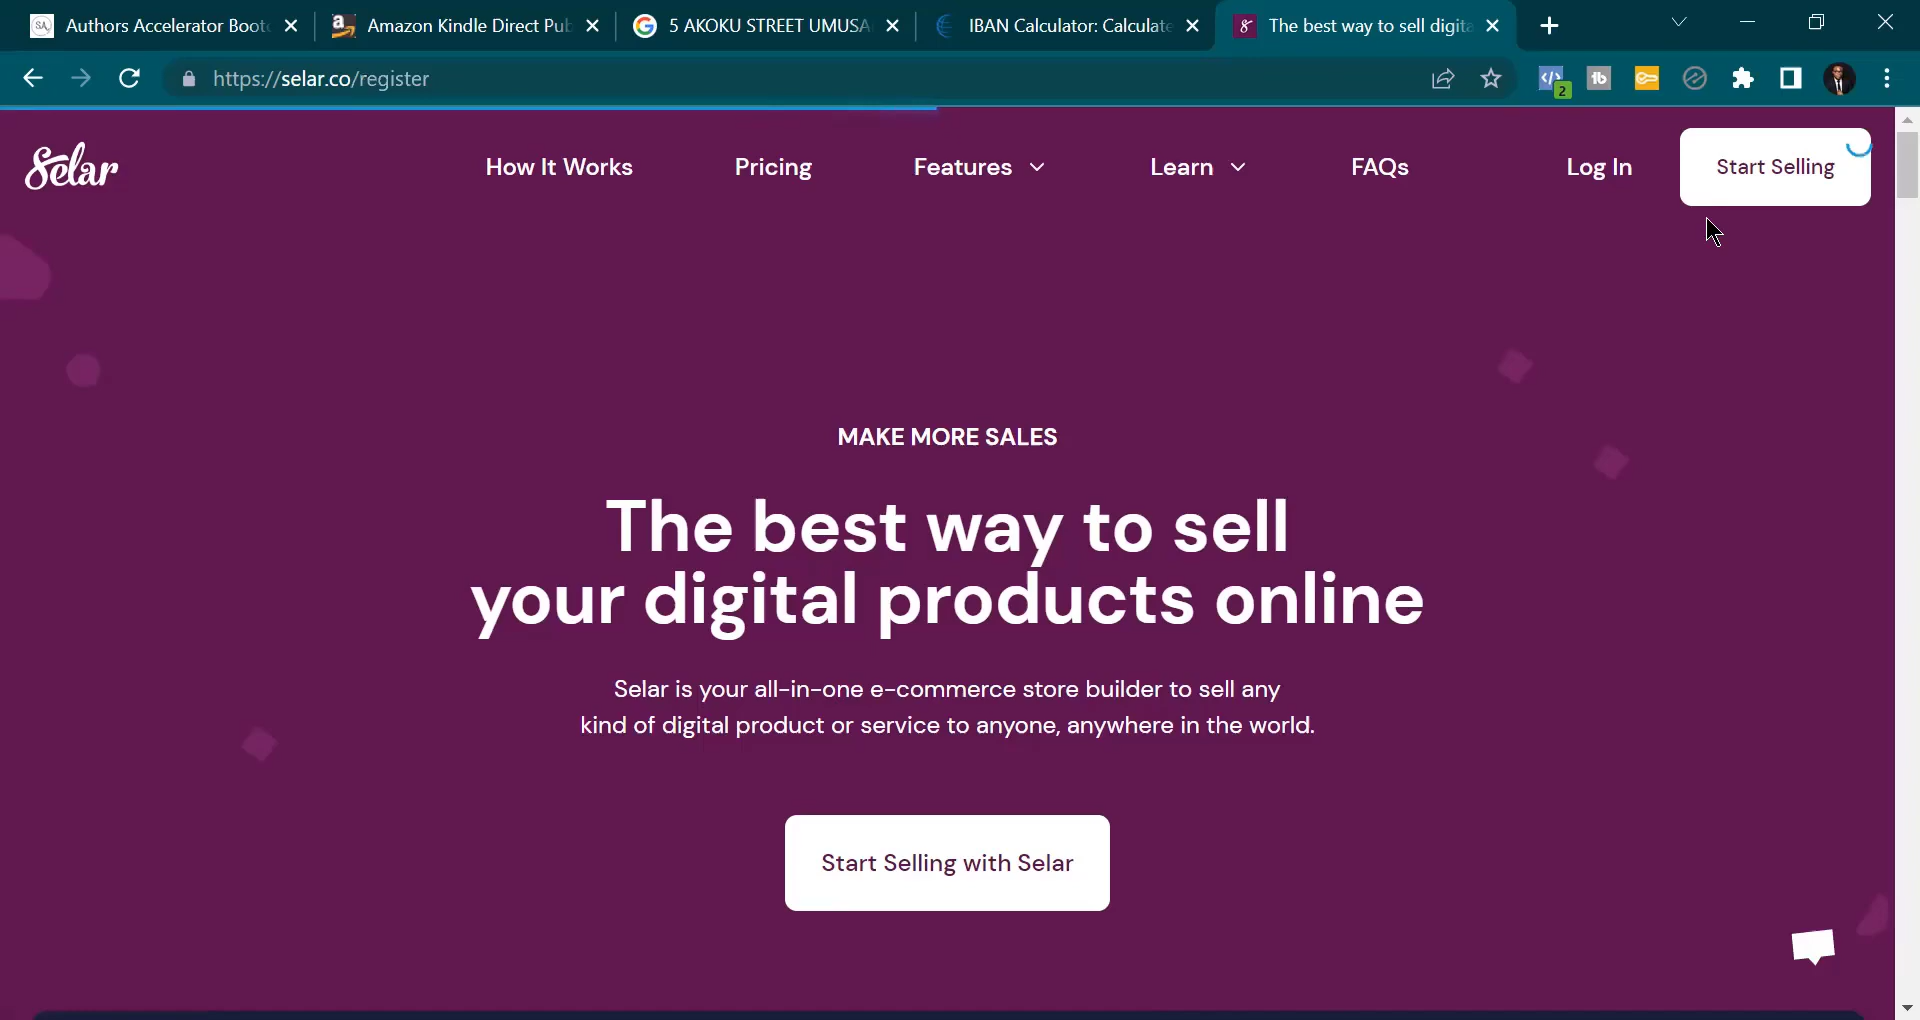 Authors Accelerator Boot
Amazon Kindle Direct Pub
5 AKOKU STREET UMUSA
IBAN Calculator: Calculate
The best way to sell digita
https://selar.co/register
2
Selar
How It Works
Pricing
Features
Learn
FAQs
Log In
Start Selling
MAKE MORE SALES
The best way to sell
your digital products online
Selar is your all-in-one e-commerce store builder to sell any
kind of digital product or service to anyone, anywhere in the world.
Start Selling with Selar